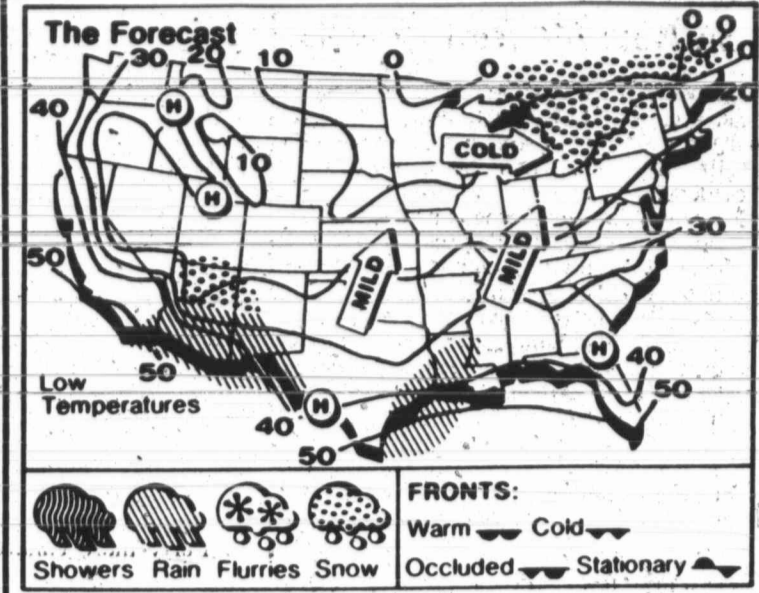 The Forecast
0 0
30 20 10 0 0 10
20
40
H
COLD
10
H
30
50
MILD
MILD
H
40
50
50
Low
Temperatures
H
40
50
FRONTS:
Warm Cold
Showers Rain Flurries Snow
Occluded Stationary